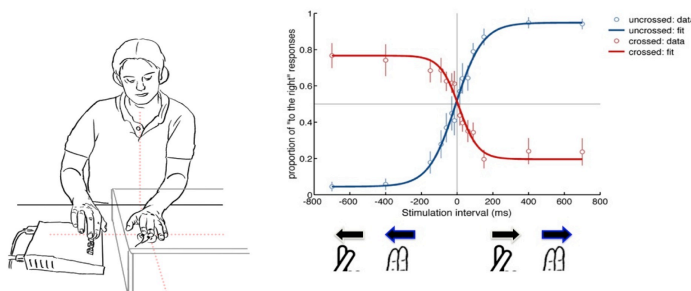 uncrossed: data
uncrossed: fit
crossed: data
crossed: fit
proportion of "to the right" responses
1
0.8
0.6
0.4
0.2
0
-800 -600 -400 -200 0 200 400 600 800
Stimulation interval (ms)